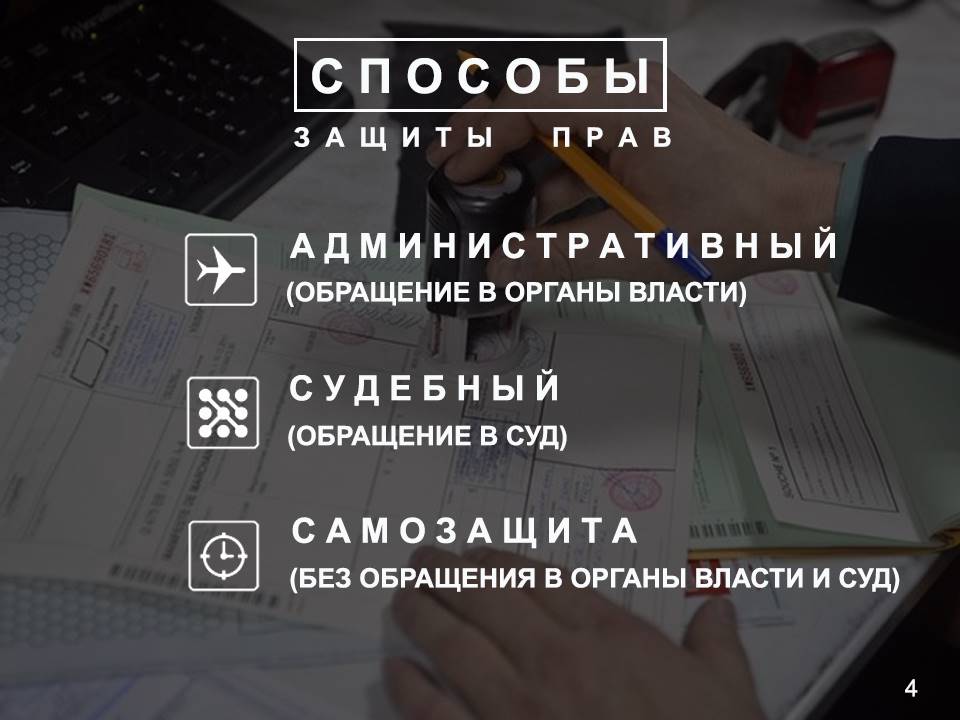 СПОСОБЫ
ЗАЩИТЫ ПРАВ
АДМИНИСТРАТИВНЫЙ
(ОБРАЩЕНИЕ В ОРГАНЫ ВЛАСТИ)
СУДЕБНЫЙ
(ОБРАЩЕНИЕ В СУД)
САМОЗАЩИТА
(БЕЗ ОБРАЩЕНИЯ В ОРГАНЫ ВЛАСТИ И СУД)
4